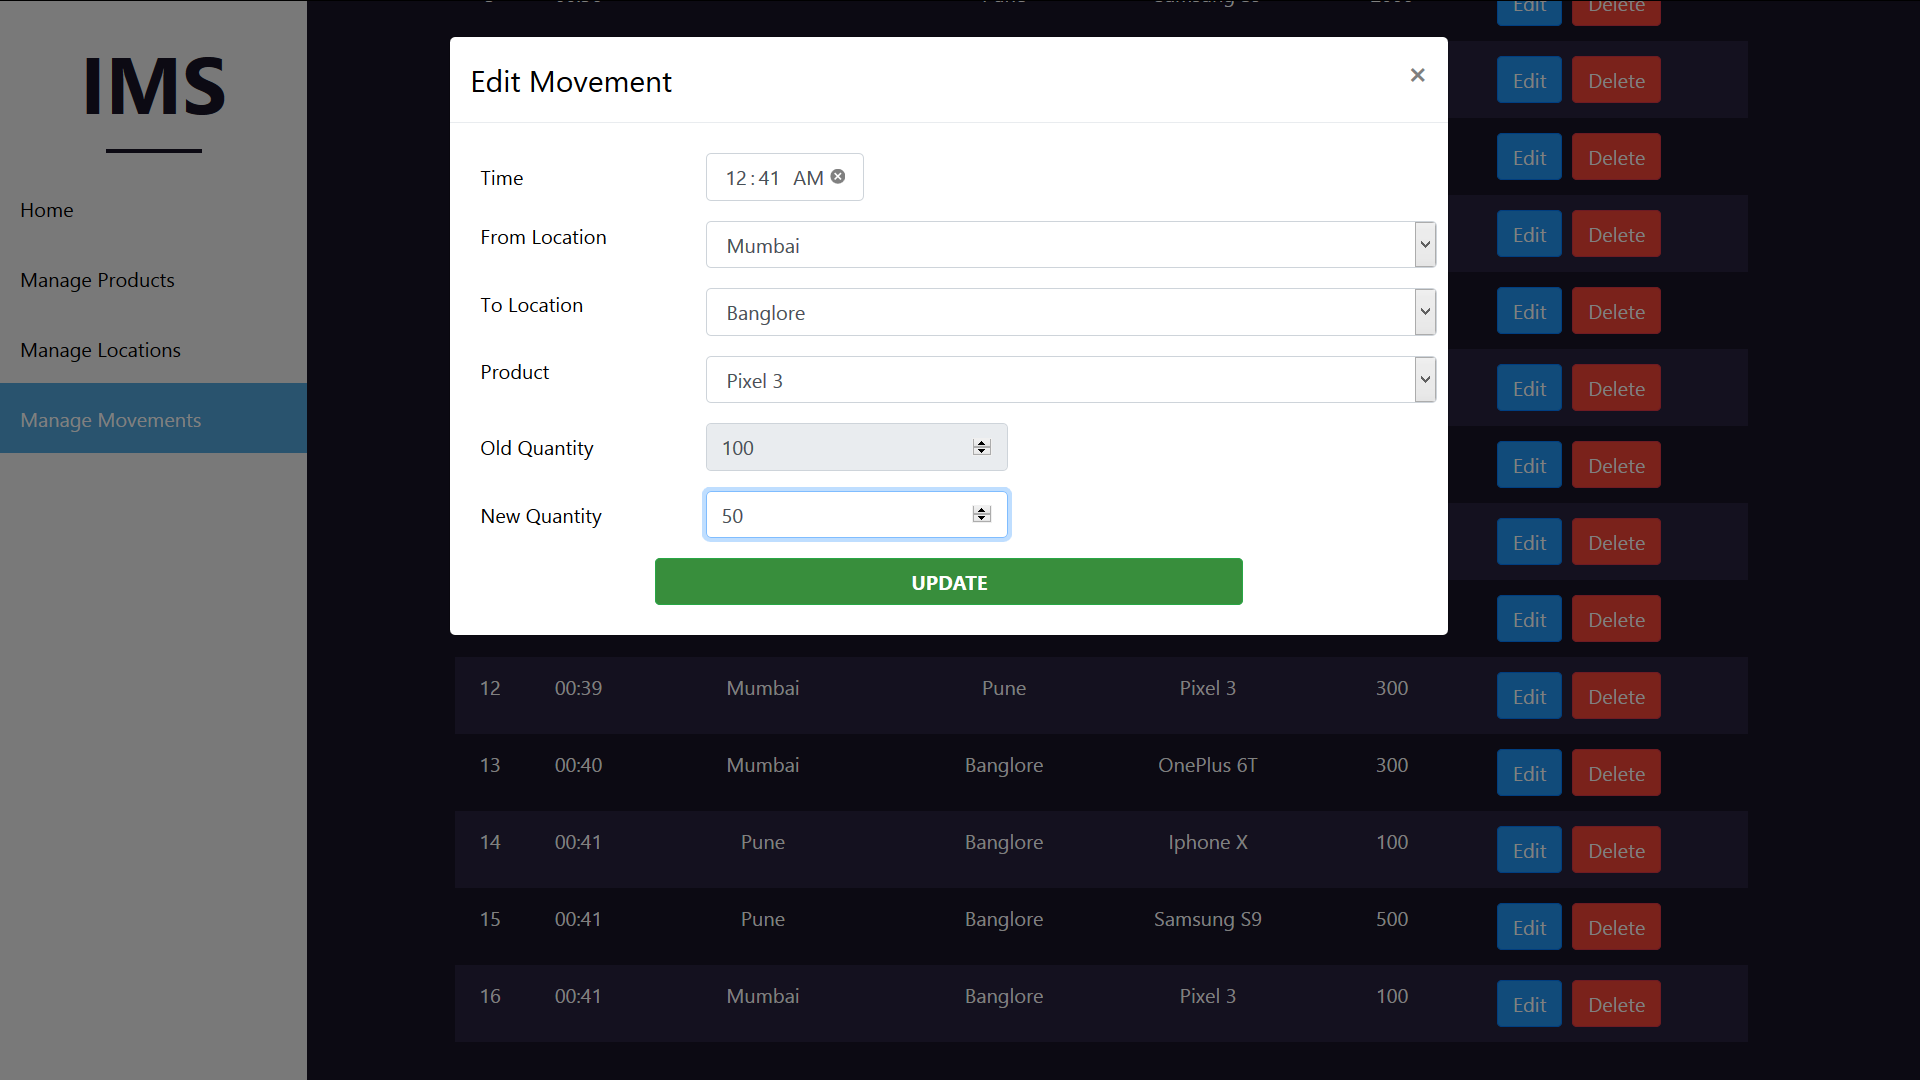 IMS
Home
Manage Products
Manage Locations
Manage Movements
Edit Delete
Edit Movement ×
Time 12:41 AM
From Location Mumbai
To Location Banglore
Product Pixel 3
Old Quantity 100
New Quantity 50
UPDATE
Edit Delete
Edit Delete
Edit Delete
Edit Delete
Edit Delete
Edit Delete
Edit Delete
Edit Delete
12 00:39 Mumbai Pune Pixel 3 300 Edit Delete
13 00:40 Mumbai Banglore OnePlus 6T 300 Edit Delete
14 00:41 Pune Banglore Iphone X 100 Edit Delete
15 00:41 Pune Banglore Samsung S9 500 Edit Delete
16 00:41 Mumbai Banglore Pixel 3 100 Edit Delete